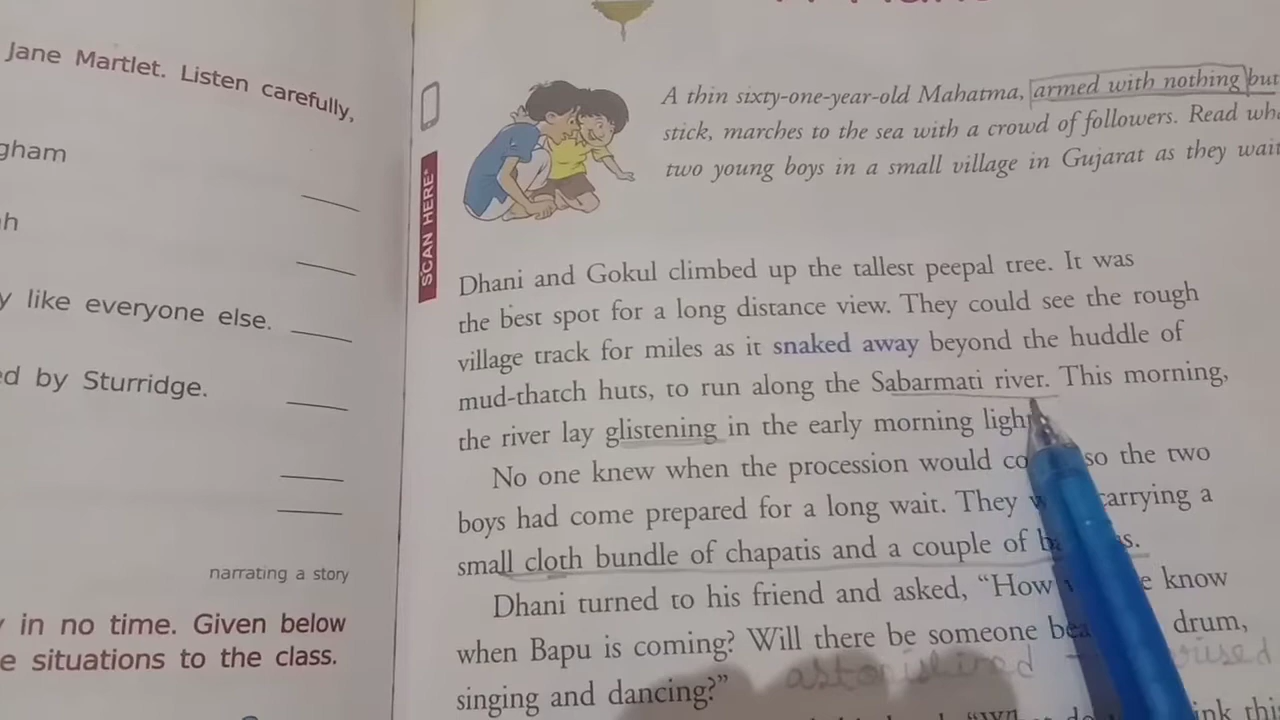 Jane Martlet. Listen carefully,
gham
h
y like everyone else.
ed by Sturridge.
narrating a story
y in no time. Given below
e situations to the class.
SCAN HERE*
A thin sixty-one-year-old Mahatma, armed with nothing but
stick, marches to the sea with a crowd of followers. Read
two young boys in a small village in Gujarat as they wait
Dhani and Gokul climbed up the tallest peepal tree. It was
the best spot for a long distance view. They could see the rough
village track for miles as it snaked away beyond the huddle of
mud-thatch huts, to run along the Sabarmati river. This morning,
the river lay glistening in the early morning light
No one knew when the procession would so the two
boys had come prepared for a long wait. They carrying a
small cloth bundle of chapatis and a couple of
Dhani turned to his friend and asked, "How know
when Bapu is coming? Will there be someone drum,
singing and dancing?"